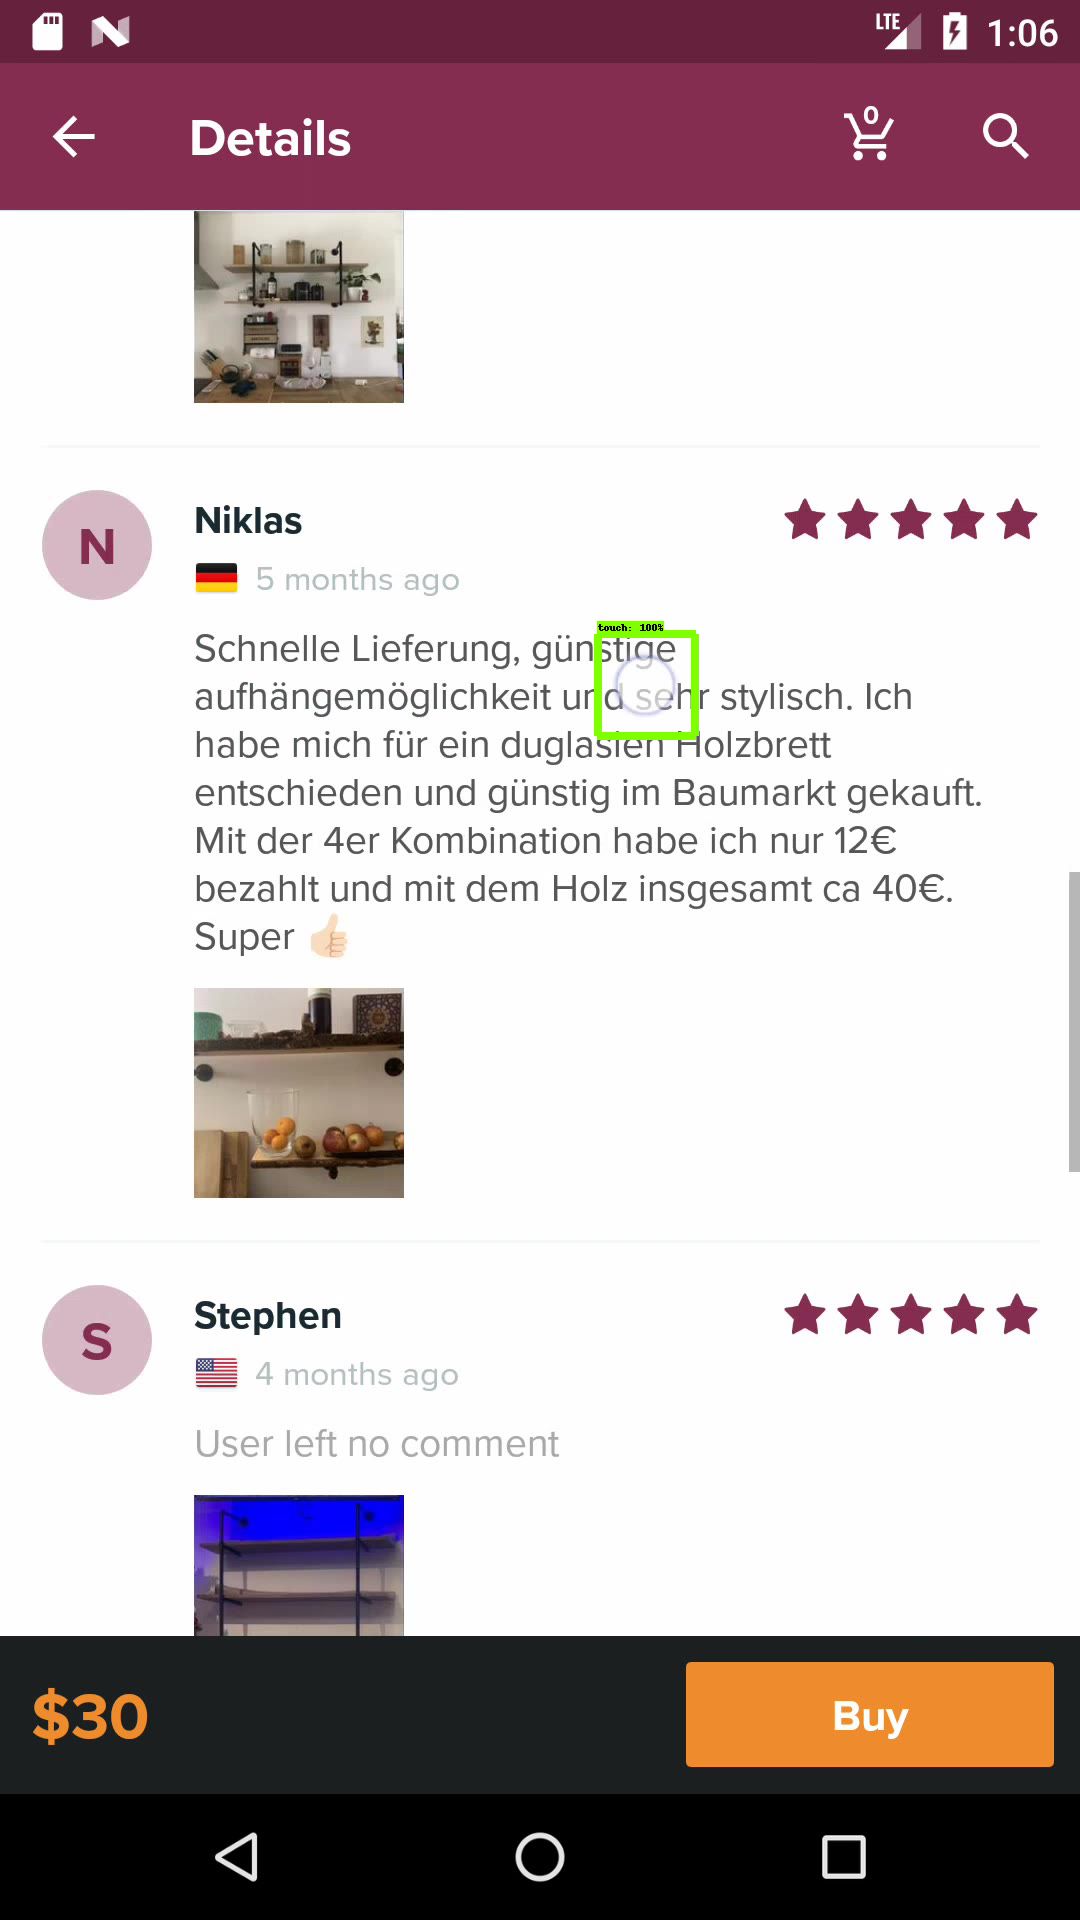 LTE 1:06
Details 0
N Niklas
5 months ago
touch: 100%
Schnelle Lieferung, günstige
aufhängemöglichkeit und sehr stylisch. Ich
habe mich für ein duglasien Holzbrett
entschieden und günstig im Baumarkt gekauft.
Mit der 4er Kombination habe ich nur 12€
bezahlt und mit dem Holz insgesamt ca 40€.
Super 👍🏻
S Stephen
4 months ago
User left no comment
$30 Buy